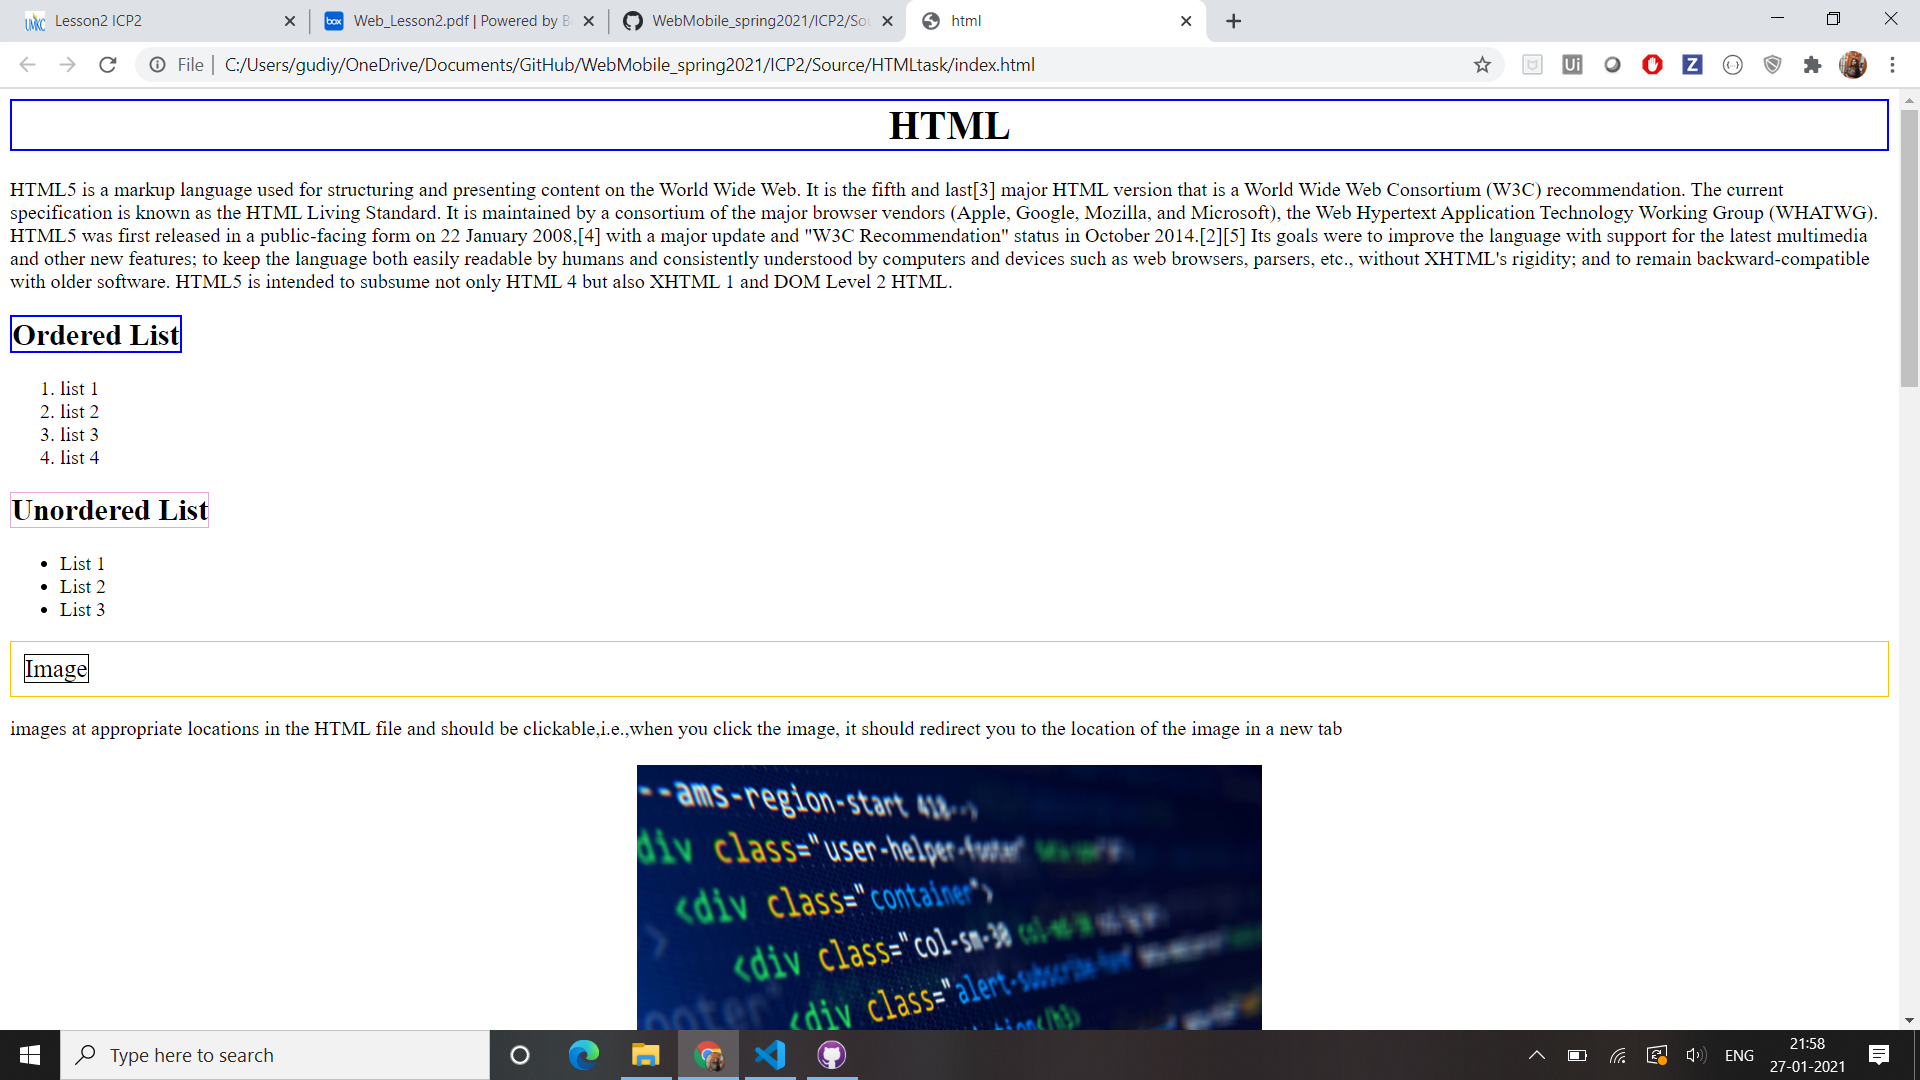 Lesson2 ICP2
Web_Lesson2.pdf | Powered by B
WebMobile_spring2021/ICP2/Sou
html
File | C:/Users/gudiy/OneDrive/Documents/GitHub/WebMobile_spring2021/ICP2/Source/HTMLtask/index.html
HTML
HTML5 is a markup language used for structuring and presenting content on the World Wide Web. It is the fifth and last[3] major HTML version that is a World Wide Web Consortium (W3C) recommendation. The current
specification is known as the HTML Living Standard. It is maintained by a consortium of the major browser vendors (Apple, Google, Mozilla, and Microsoft), the Web Hypertext Application Technology Working Group (WHATWG).
HTML5 was first released in a public-facing form on 22 January 2008,[4] with a major update and "W3C Recommendation" status in October 2014.[2][5] Its goals were to improve the language with support for the latest multimedia
and other new features; to keep the language both easily readable by humans and consistently understood by computers and devices such as web browsers, parsers, etc., without XHTML's rigidity; and to remain backward-compatible
with older software. HTML5 is intended to subsume not only HTML 4 but also XHTML 1 and DOM Level 2 HTML.
Ordered List
1. list 1
2. list 2
3. list 3
4. list 4
Unordered List
• List 1
• List 2
• List 3
Image
images at appropriate locations in the HTML file and should be clickable,i.e.,when you click the image, it should redirect you to the location of the image in a new tab
--ams-region-start 418-->
div class="user-helper-footer"
<div class="container">
<div class="col-sm-30
<div class="alert-subscribe-form"
</h3>
Type here to search
ENG
21:58
27-01-2021